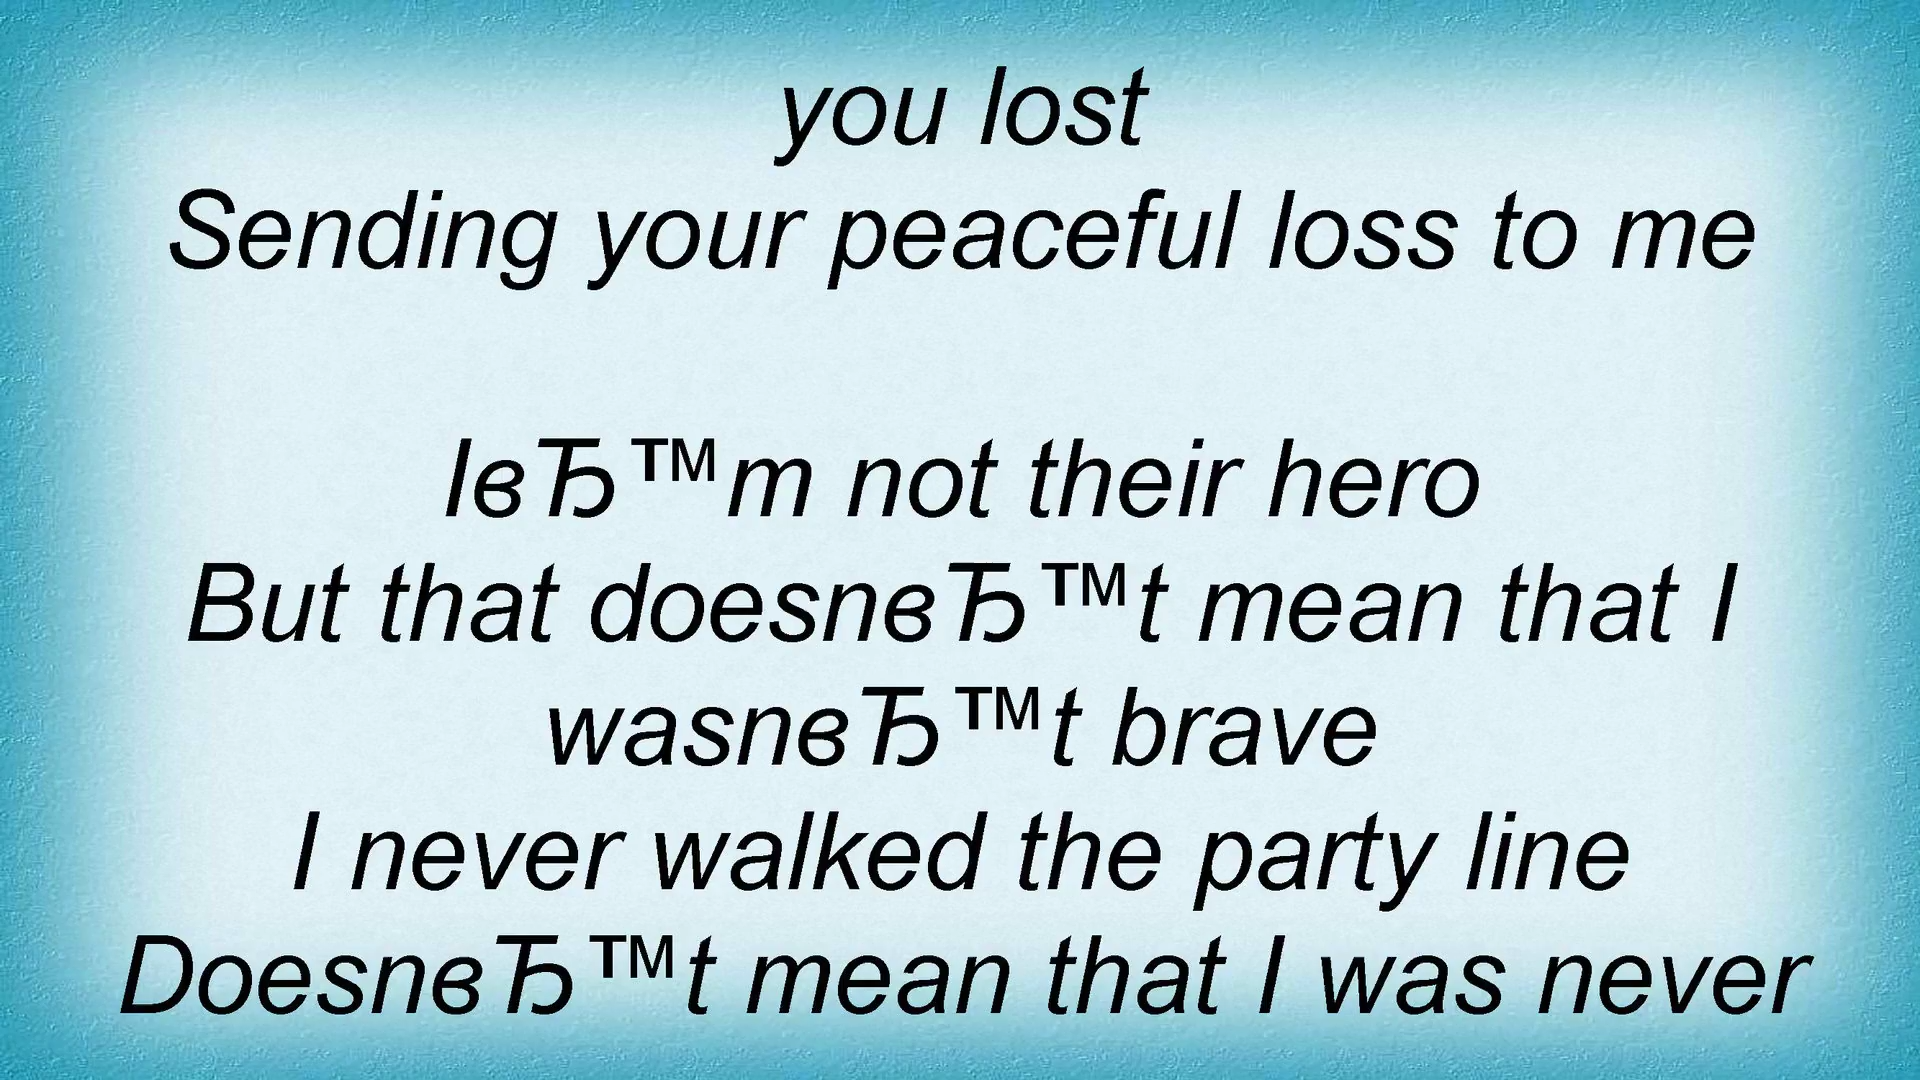 you lost
Sending your peaceful loss to me
IвЂ™m not their hero
But that doesnвЂ™t mean that I
wasnвЂ™t brave
I never walked the party line
DoesnвЂ™t mean that I was never